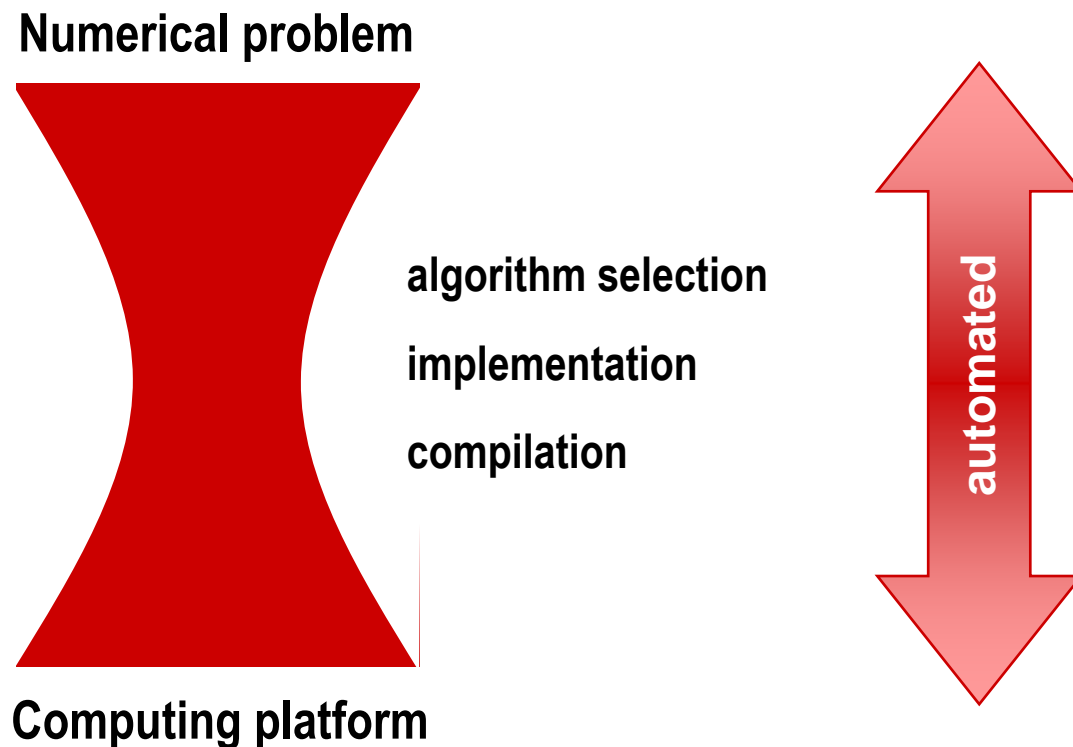 Numerical problem
algorithm selection
implementation
compilation
automated
Computing platform